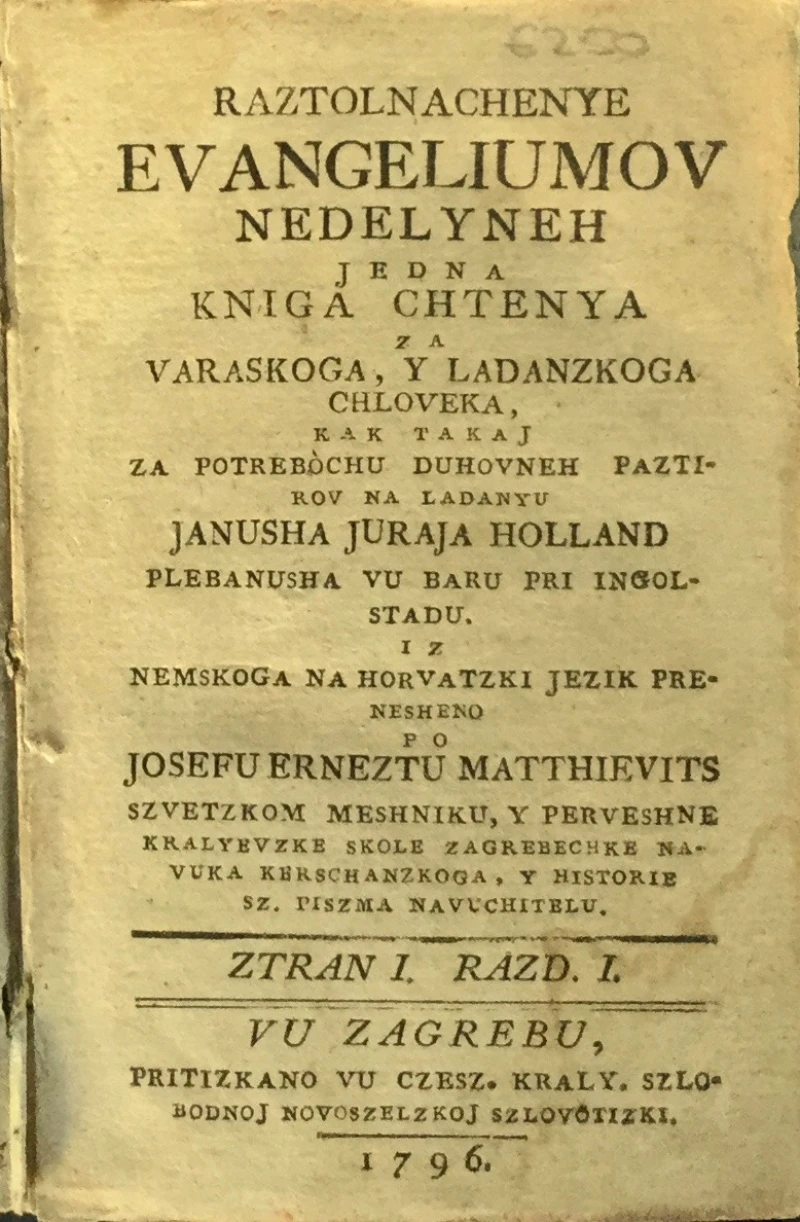 6200
RAZTOLNACHENYE
EVANGELIUMOV
NEDELYNEH
JEDNA
KNIGA CHTENYA
ZA
VARASKOGA, Y LADANZKOGA
CHLOVEKA,
KAK TAKAJ
ZA POTREBÒCHU DUHOVNEH PAZTI-
ROV NA LADANYU
JANUSHA JURAJA HOLLAND
PLEBANUSHA VU BARU PRI INGOL-
STADU.
IZ
NEMSKOGA NA HORVATZKI JEZIK PRE-
NESHENO
PO
JOSEFU ERNEZTU MATTHIEVITS
SZVETZKOM MESHNIKU, Y PERVESHNE
KRALYEVZKE SKOLE ZAGREBECHKE NA-
VUKA KERSCHANZKOGA, Y HISTORIE
SZ. PISZMA NAVUCHITELU.
ZTRAN I. RAZD. I.
VU ZAGREBU,
PRITIZKANO VU CZESZ. KRALY. SZLO-
BODNOJ NOVOSZELZKOJ SZLOVÔTIZKI.
1796.